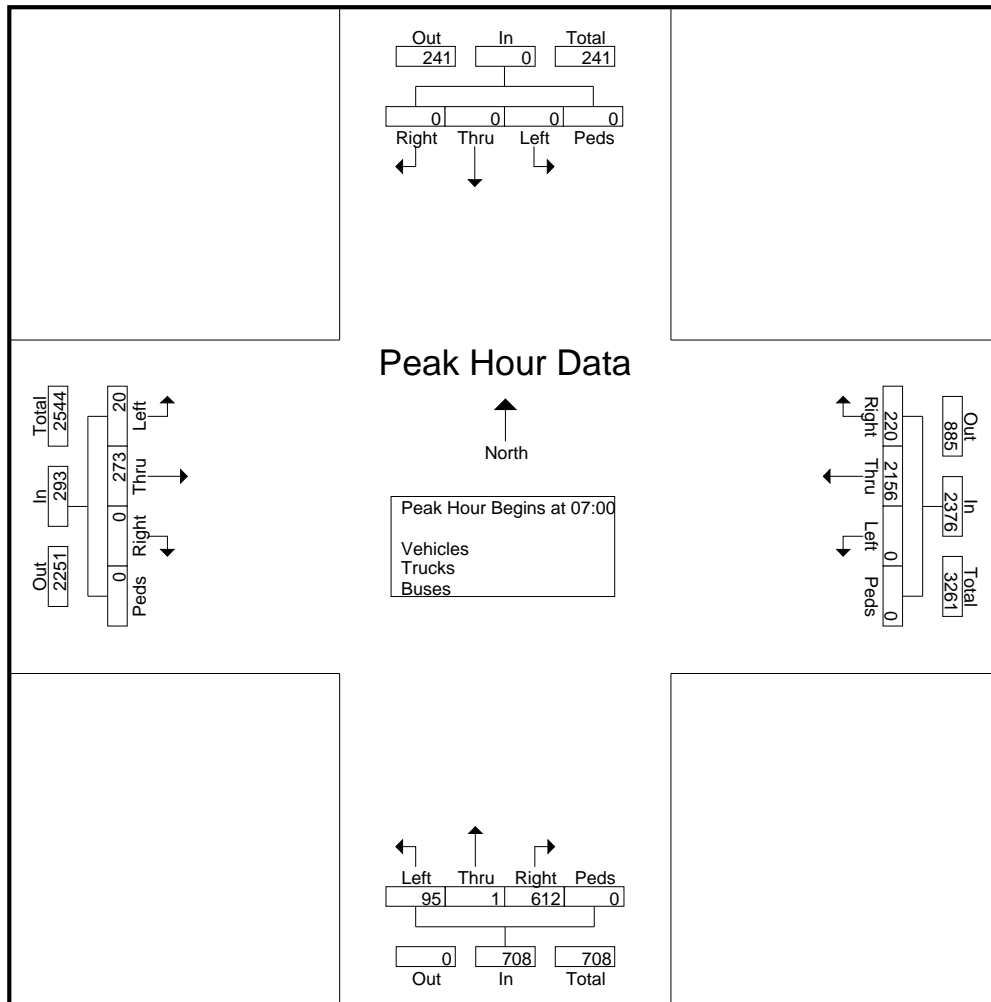 Out In Total
241 0 241
0 0 0 0
Right Thru Left Peds
Peak Hour Data
North
Peak Hour Begins at 07:00
Vehicles
Trucks
Buses
Total In Out
2544 293 2251
20 273 0 0
Left Thru Right Peds
Right Thru Left Peds
220 2156 0 0
Out In Total
885 2376 3261
Left Thru Right Peds
95 1 612 0
0 708 708
Out In Total